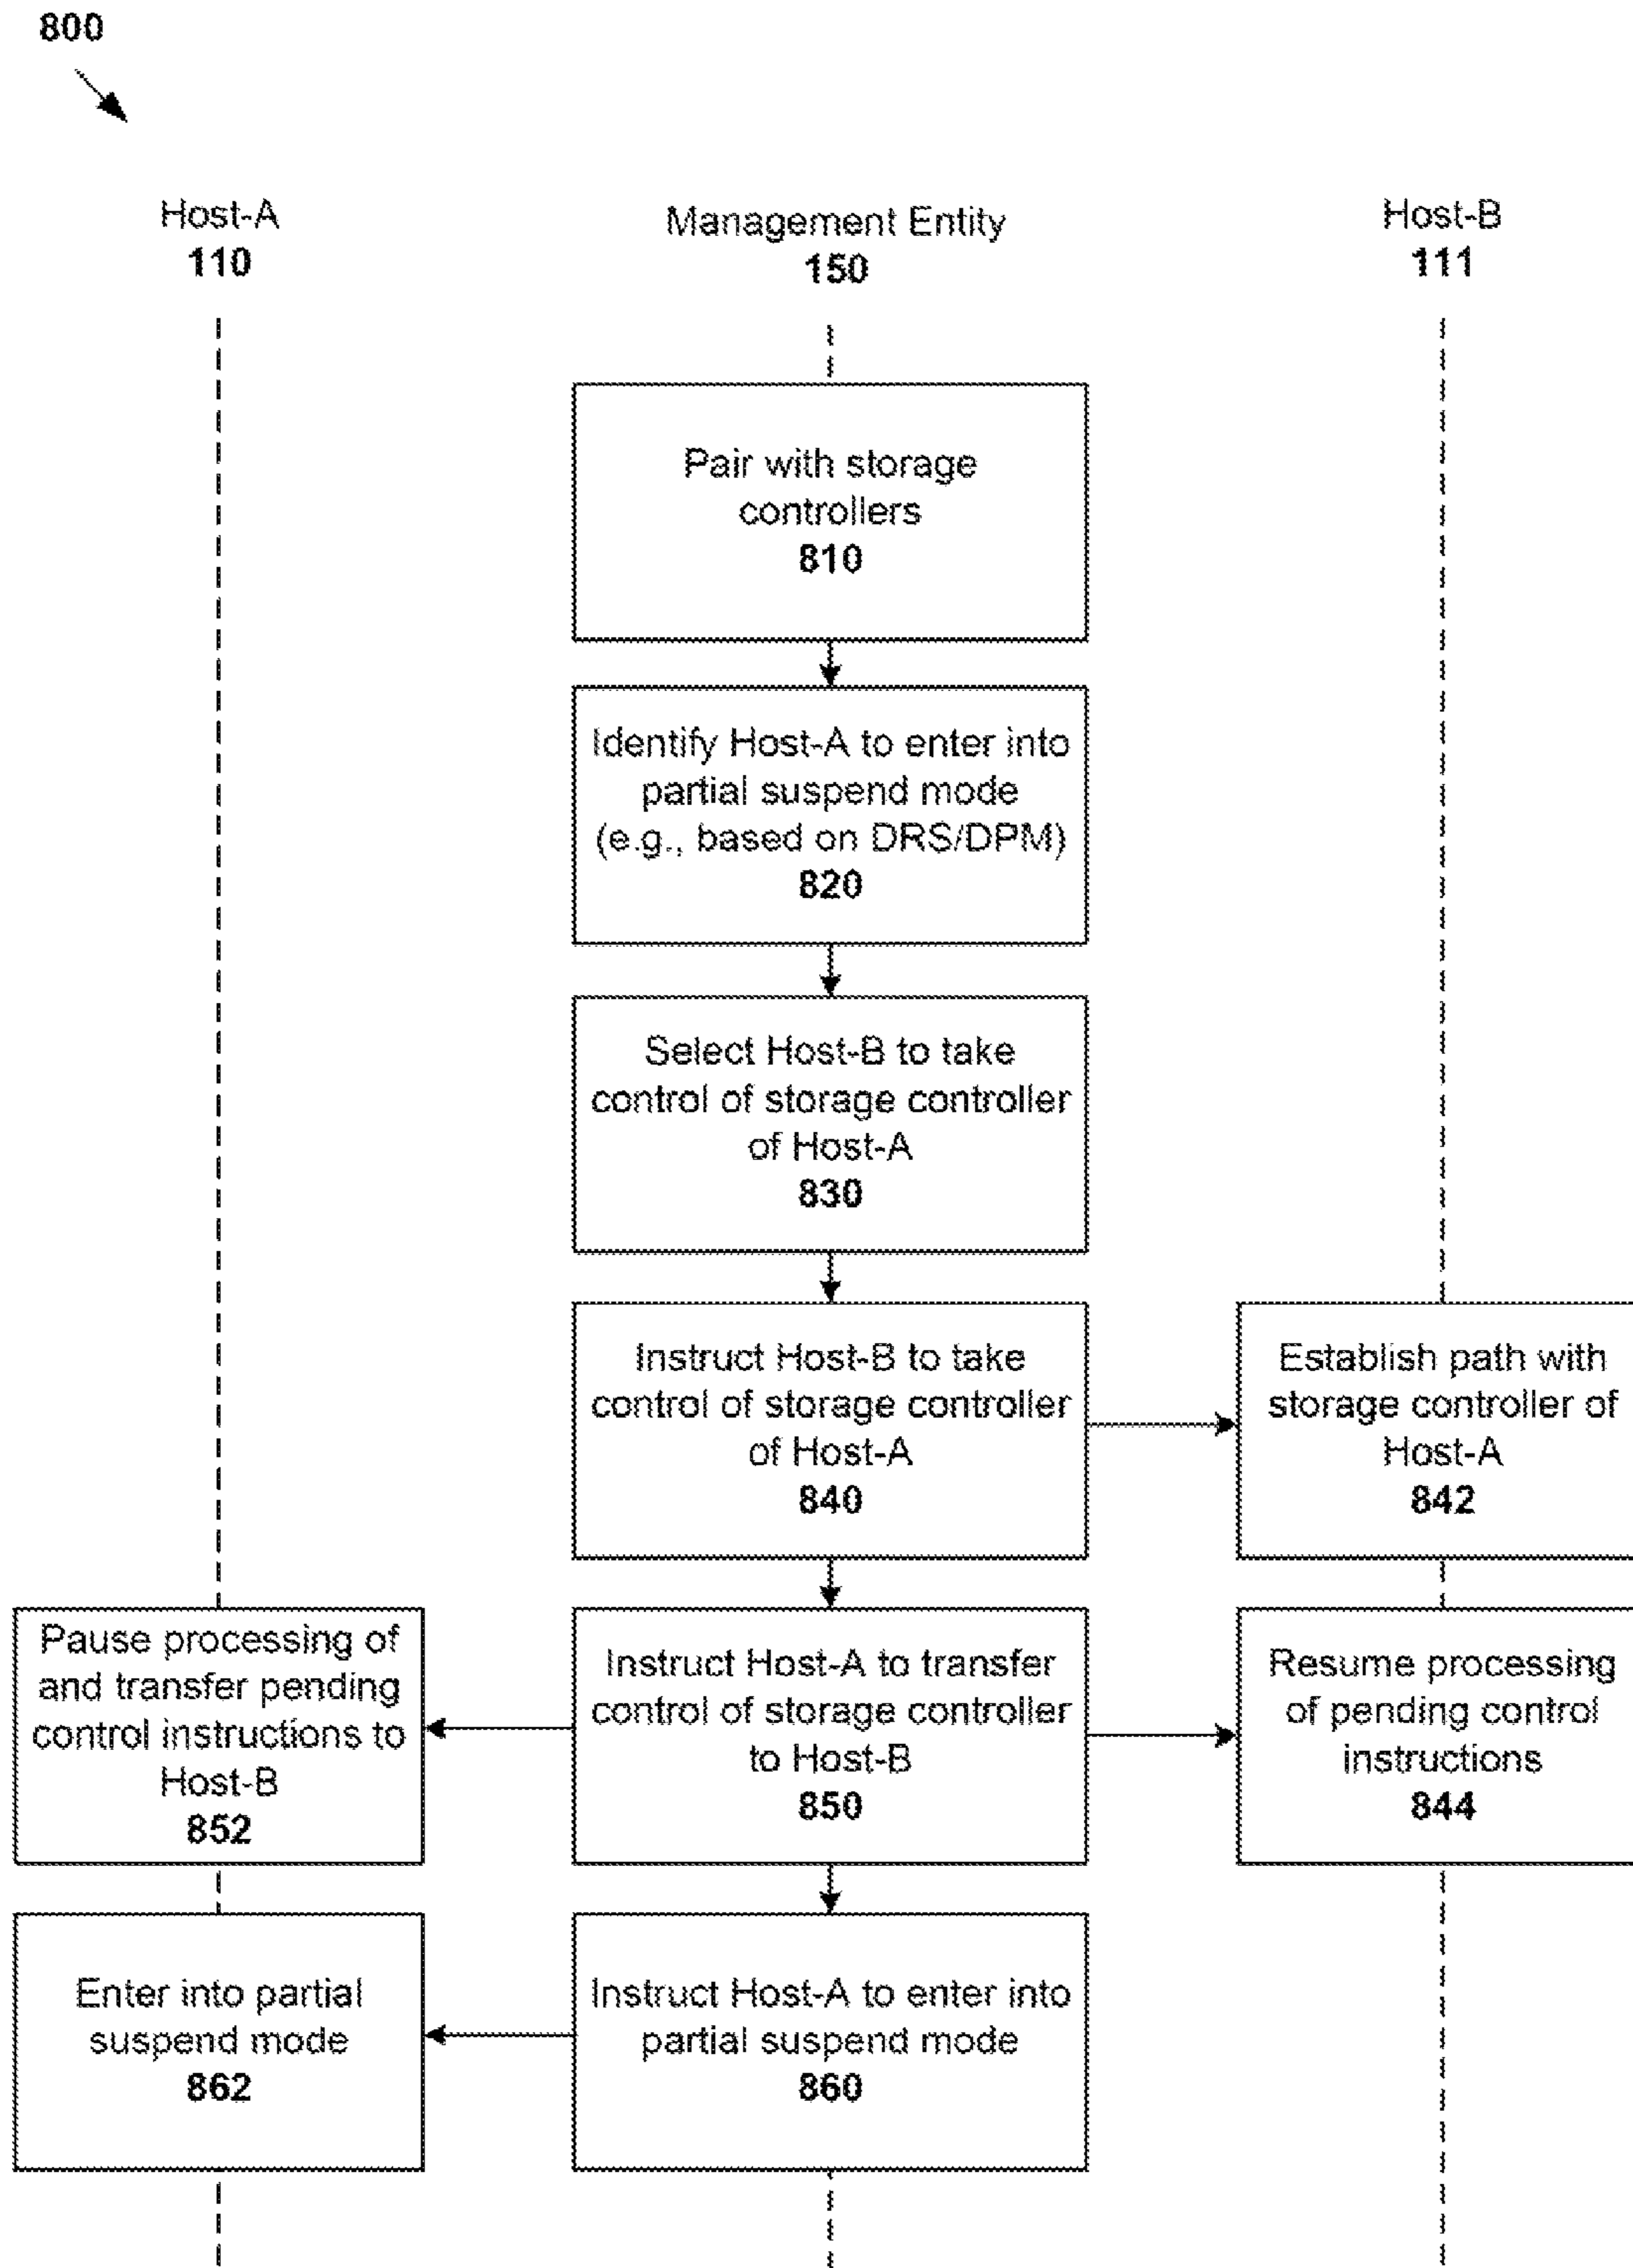 800
Host-A
110
Management Entity
150
Host-B
111
Pair with storage
controllers
810
Identify Host-A to enter into
partial suspend mode
(e.g., based on DRS/DPM)
820
Select Host-B to take
control of storage controller
of Host-A
830
Instruct Host-B to take
control of storage controller
of Host-A
840
Establish path with
storage controller of
Host-A
842
Pause processing of
and transfer pending
control instructions to
Host-B
852
Instruct Host-A to transfer
control of storage controller
to Host-B
850
Resume processing
of pending control
instructions
844
Enter into partial
suspend mode
862
Instruct Host-A to enter into
partial suspend mode
860